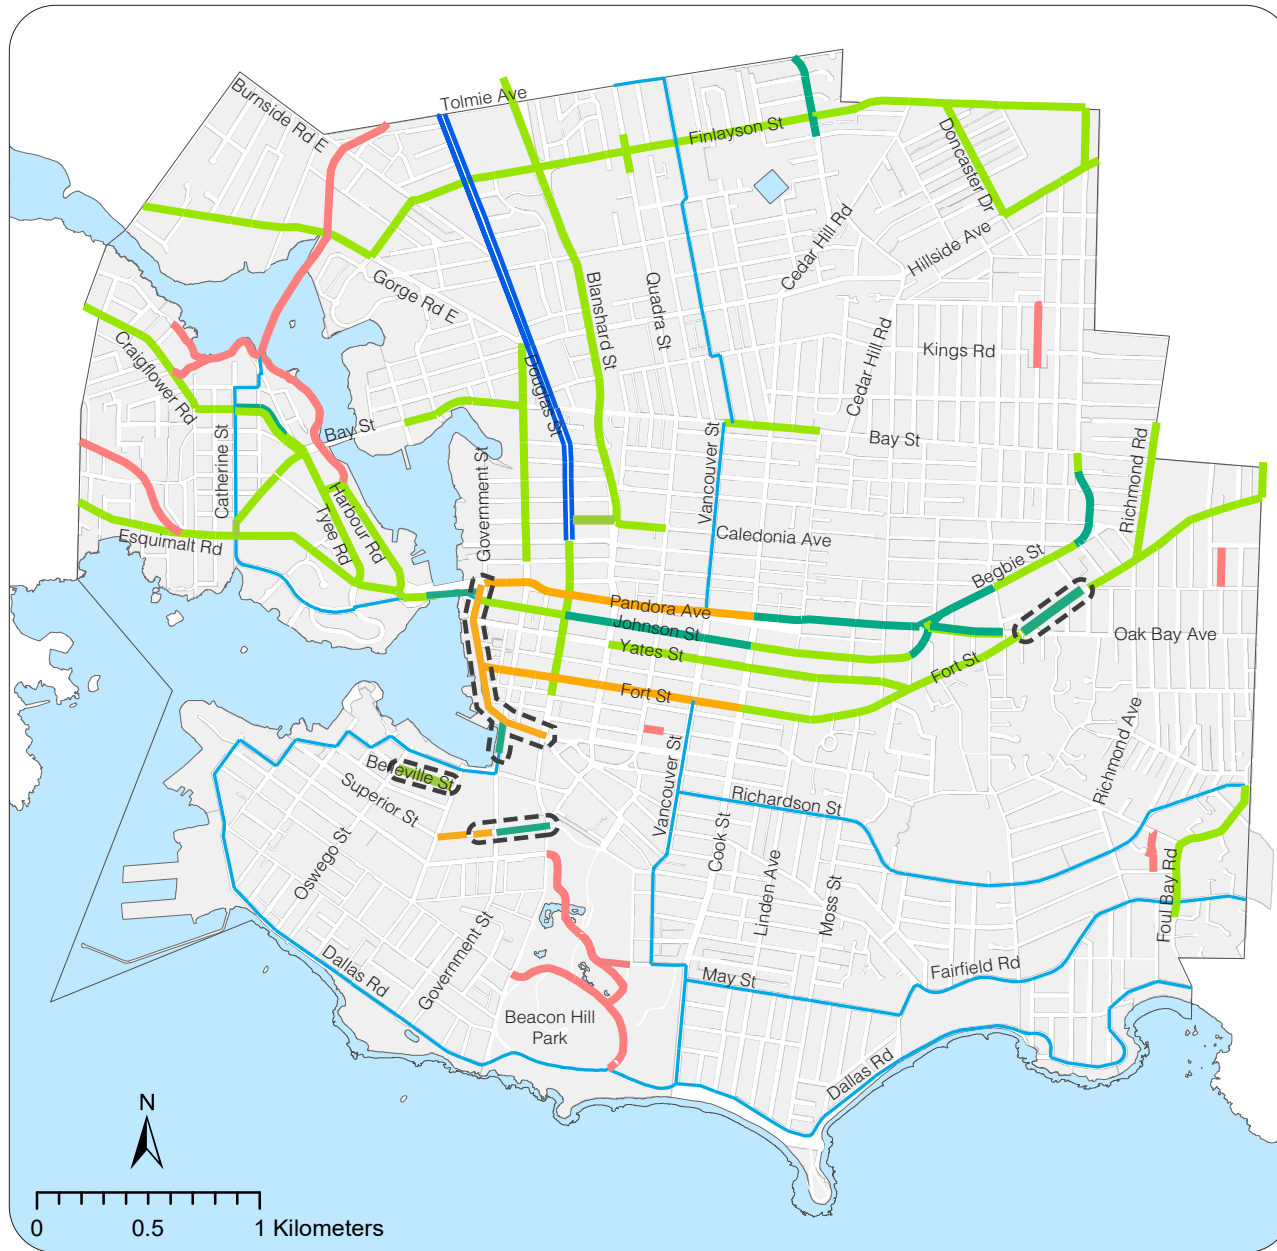 Burnside Rd E
Tolmie Ave
Finlayson St
Doncaster Dr
Cedar Hill Rd
Hillside Ave
Gorge Rd E
Blanshard St
Quadra St
Craigflower Rd
Douglas St
Kings Rd
Cedar Hill Rd
Catherine St
Bay St
Bay St
Vancouver St
Richmond Rd
Government St
Harbour Rd
Tyee Rd
Esquimalt Rd
Caledonia Ave
Begbie St
Pandora Ave
Johnson St
Yates St
Oak Bay Ave
Fort St
Fort St
Belleville St
Superior St
Vancouver St
Richardson St
Richmond Ave
Oswego St
Cook St
Linden Ave
Moss St
Foul Bay Rd
Government St
Dallas Rd
May St
Fairfield Rd
Beacon Hill
Park
Dallas Rd
N
0 0.5 1 Kilometers